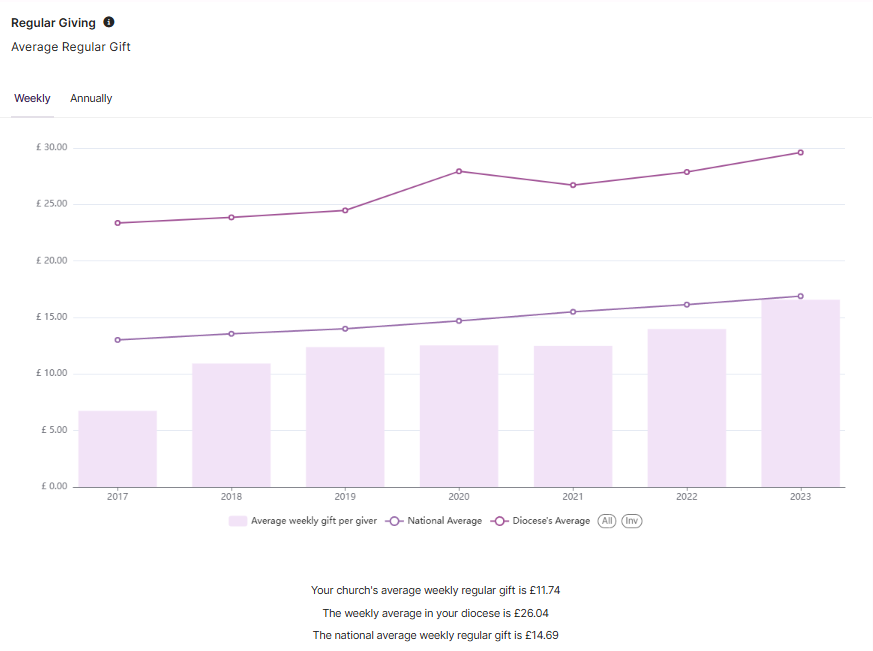 Regular Giving
Average Regular Gift
Weekly Annually
£ 30.00
£ 25.00
£ 20.00
£ 15.00
£ 10.00
£ 5.00
£ 0.00
2017 2018 2019 2020 2021 2022 2023
Average weekly gift per giver National Average Diocese's Average All Inv
Your church's average weekly regular gift is £11.74
The weekly average in your diocese is £26.04
The national average weekly regular gift is £14.69